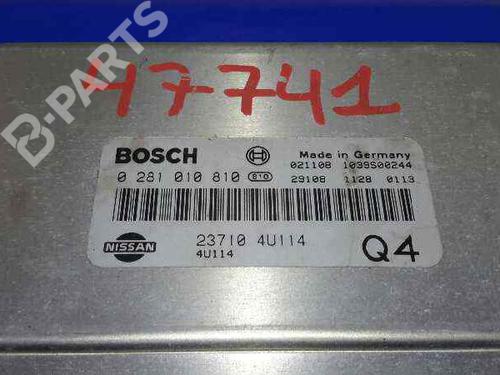 47741
B-PARTS
BOSCH
Made in Germany
021108 1039S00244
0 281 010 810 810
29108 1128 0113
NISSAN
23710 4U114
4U114
Q4